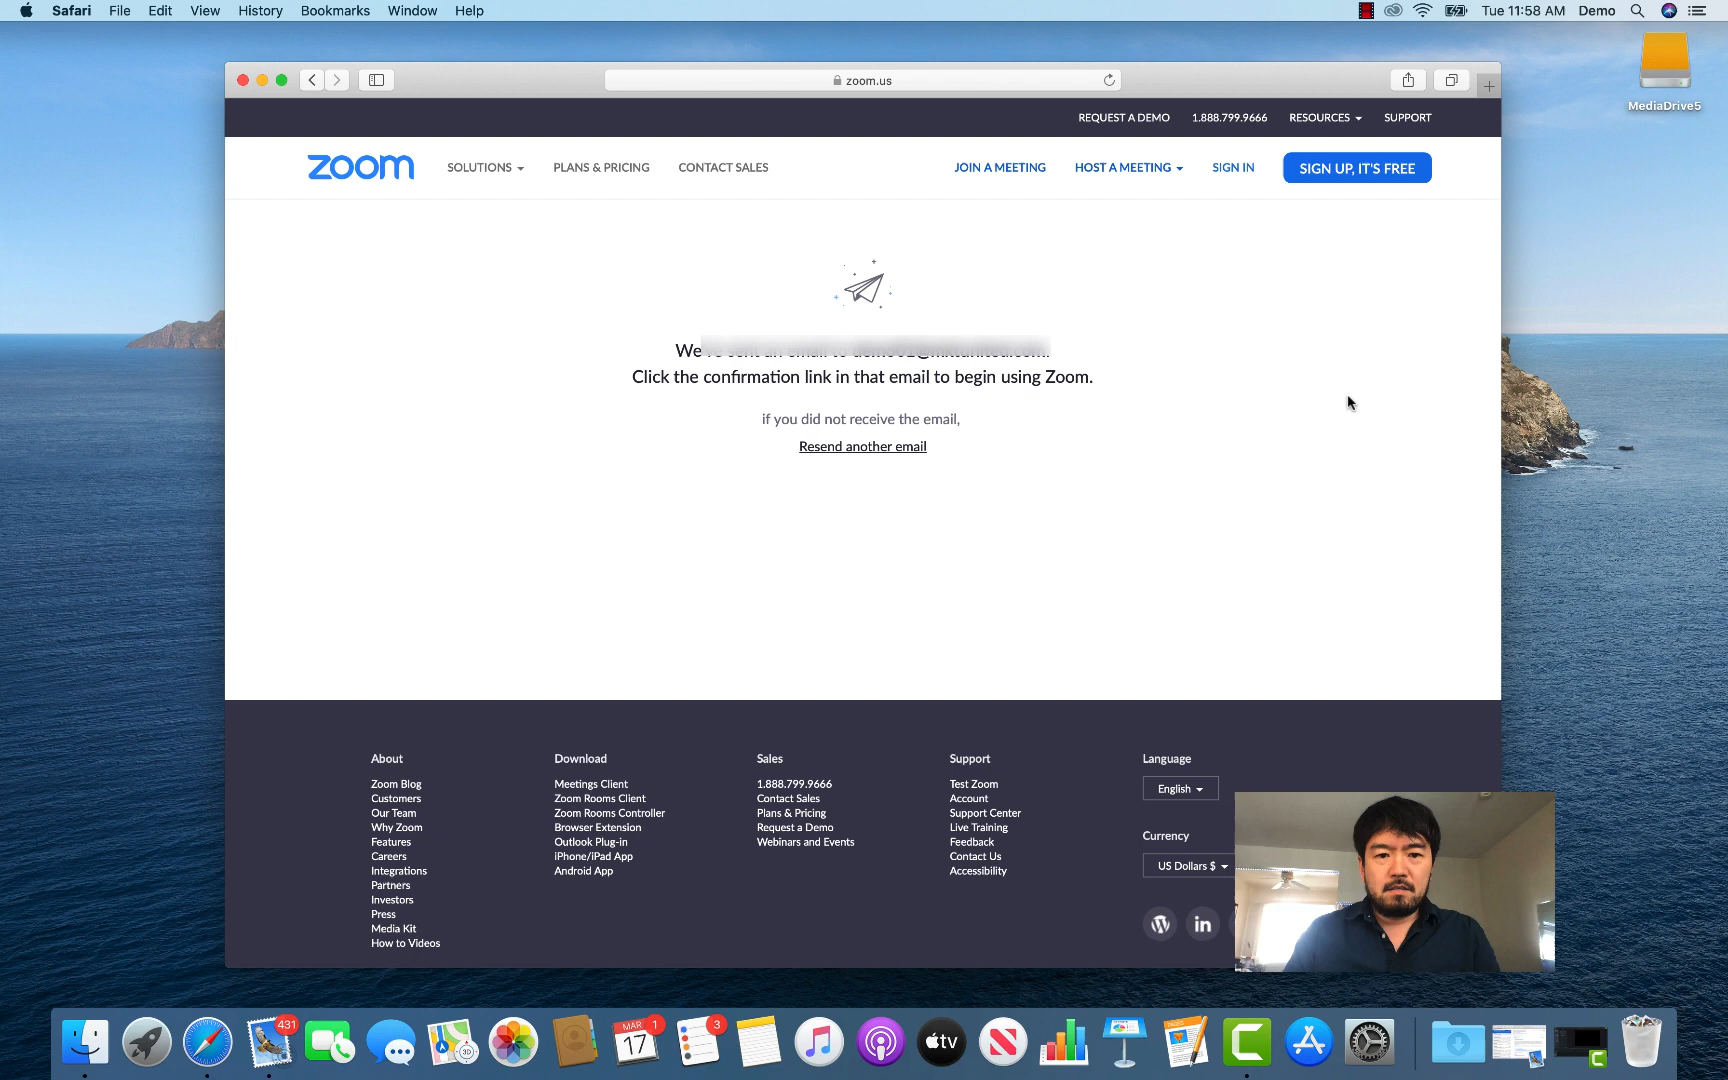 Safari File Edit View History Bookmarks Window Help
Tue 11:58 AM Demo
MediaDrive5
zoom.us
REQUEST A DEMO 1.888.799.9666 RESOURCES SUPPORT
zoom SOLUTIONS PLANS & PRICING CONTACT SALES JOIN A MEETING HOST A MEETING SIGN IN SIGN UP, IT'S FREE
We
Click the confirmation link in that email to begin using Zoom.
if you did not receive the email,
Resend another email
About
Zoom Blog
Customers
Our Team
Why Zoom
Features
Careers
Integrations
Partners
Investors
Press
Media Kit
How to Videos
Download
Meetings Client
Zoom Rooms Client
Zoom Rooms Controller
Browser Extension
Outlook Plug-in
iPhone/iPad App
Android App
Sales
1.888.799.9666
Contact Sales
Plans & Pricing
Request a Demo
Webinars and Events
Support
Test Zoom
Account
Support Center
Live Training
Feedback
Contact Us
Accessibility
Language
English
Currency
US Dollars $
in
431
3D
MAR 1
17
3
tv